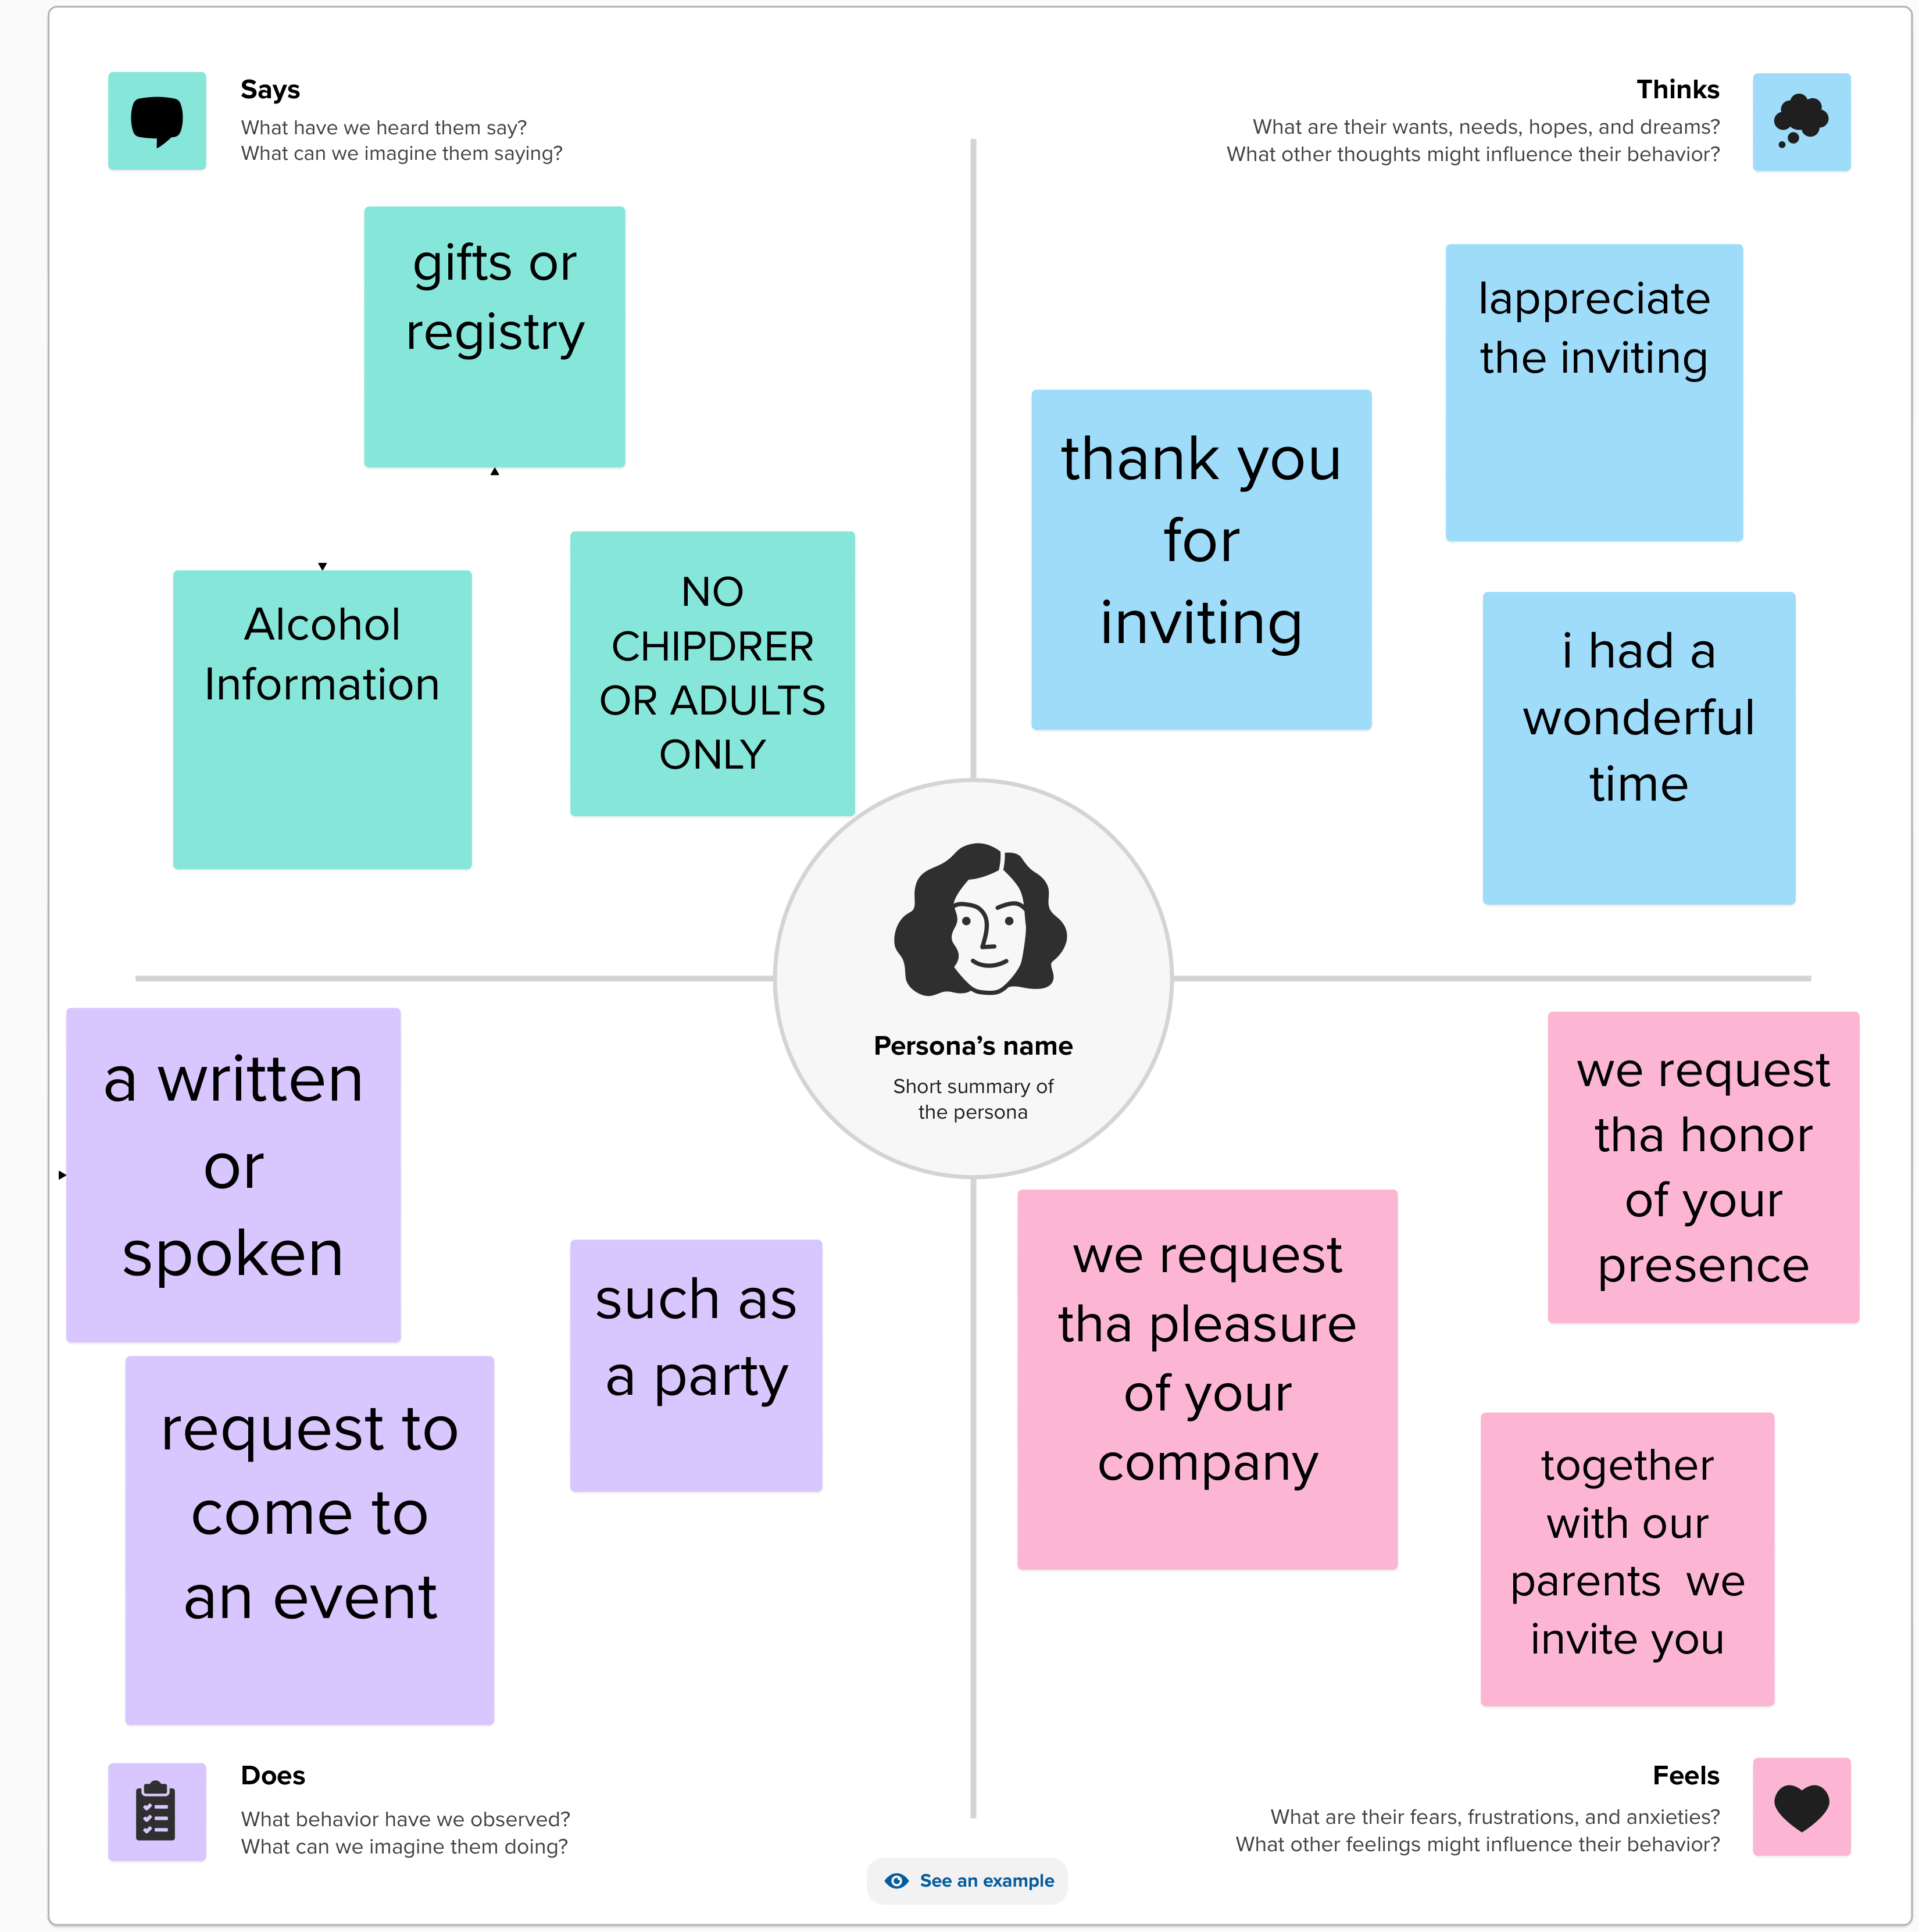 Says
What have we heard them say?
What can we imagine them saying?
Thinks
What are their wants, needs, hopes, and dreams?
What other thoughts might influence their behavior?
gifts or
registry
Alcohol
Information
NO
CHIPDRER
OR ADULTS
ONLY
thank you
for
inviting
Iappreciate
the inviting
i had a
wonderful
time
Persona's name
Short summary of
the persona
a written
or
spoken
such as
a party
request to
come to
an event
we request
tha pleasure
of your
company
we request
tha honor
of your
presence
together
with our
parents  we
invite you
Does
What behavior have we observed?
What can we imagine them doing?
Feels
What are their fears, frustrations, and anxieties?
What other feelings might influence their behavior?
See an example